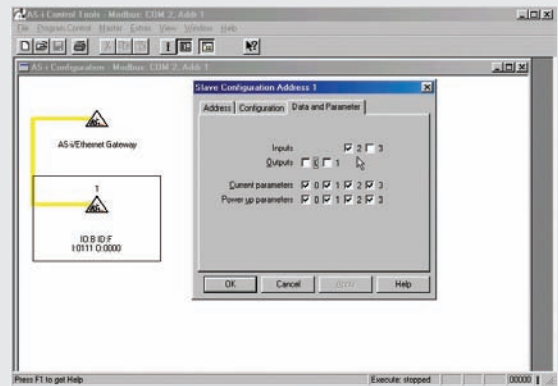 AS-i Control Tools - Modbus: COM 2, Addr 1
File Program Control Master Extras View Window Help
AS-i Configuration - Modbus: COM 2, Addr 1
AS-i/Ethernet Gateway
1
IO:B ID:F
I:0111 O:0000
Slave Configuration Address 1
Address Configuration Data and Parameter
Inputs 2 3
Outputs 0 1
Current parameters 0 1 2 3
Power up parameters 0 1 2 3
OK Cancel Apply Help
Press F1 to get Help Execute: stopped 00000